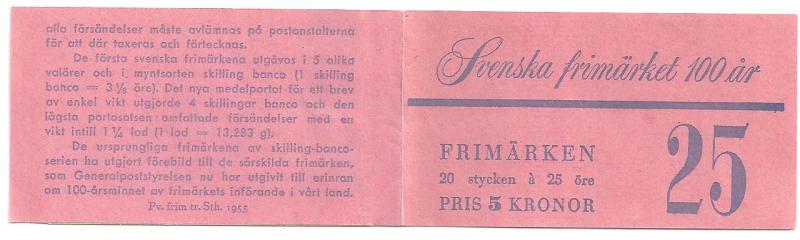 alla försändelser måste avlämnas på postanstalterna
för att där taxeras och förtecknas.
De första svenska frimärkena utgåvos i 5 olika
valörer och i myntsorten skilling banco (1 skilling
banco = 3 1/8 öre). Det nya medelportot för ett brev
av enkel vikt utgjorde 4 skillingar banco och den
lägsta portosatsen omfattade försändelser med en
vikt intill 1 1/4 lod (1 lod = 13,283 g).
De ursprungliga frimärkena av skilling-banco-
serien ha utgjort förebild till de särskilda frimärken,
som Generalpoststyrelsen nu har utgivit till erinran
om 100-årsminnet av frimärkets införande i vårt land.
Pv. frim tr. Sth. 1955
Svenska frimärket 100 år
FRIMÄRKEN
20 stycken à 25 öre
PRIS 5 KRONOR
25